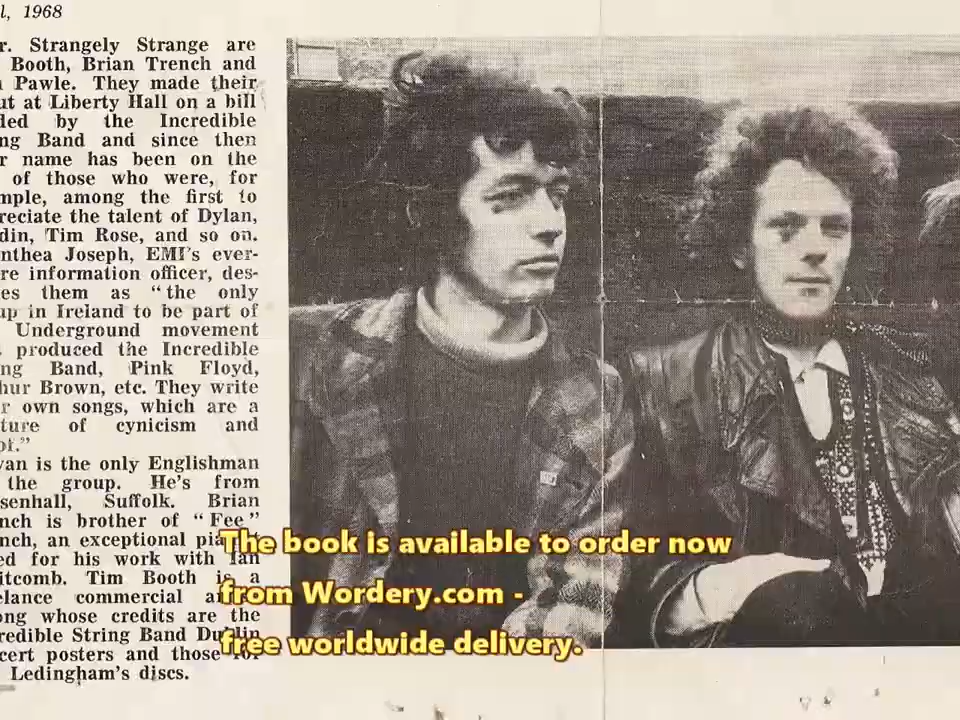 l, 1968
r. Strangely Strange are
Booth, Brian Trench and
Pawle. They made their
ut at Liberty Hall on a bill
ded by the Incredible
ng Band and since then
r name has been on the
of those who were, for
mple, among the first to
reciate the talent of Dylan,
din, Tim Rose, and so on.
nthea Joseph, EMI's ever-
re information officer, des-
es them as "the only
up in Ireland to be part of
Underground movement
produced the Incredible
ng Band, Pink Floyd,
hur Brown, etc. They write
r own songs, which are a
ture of cynicism and
ot."
van is the only Englishman
the group. He's from
senhall, Suffolk. Brian
nch is brother of "Fee"
nch, an exceptional
ed for his work with Ian
itcomb. Tim Booth is a
elance commercial
ong whose credits are the
redible String Band Dublin
cert posters and those for
Ledingham's discs.
The book is available to order now
from Wordery.com -
free worldwide delivery.